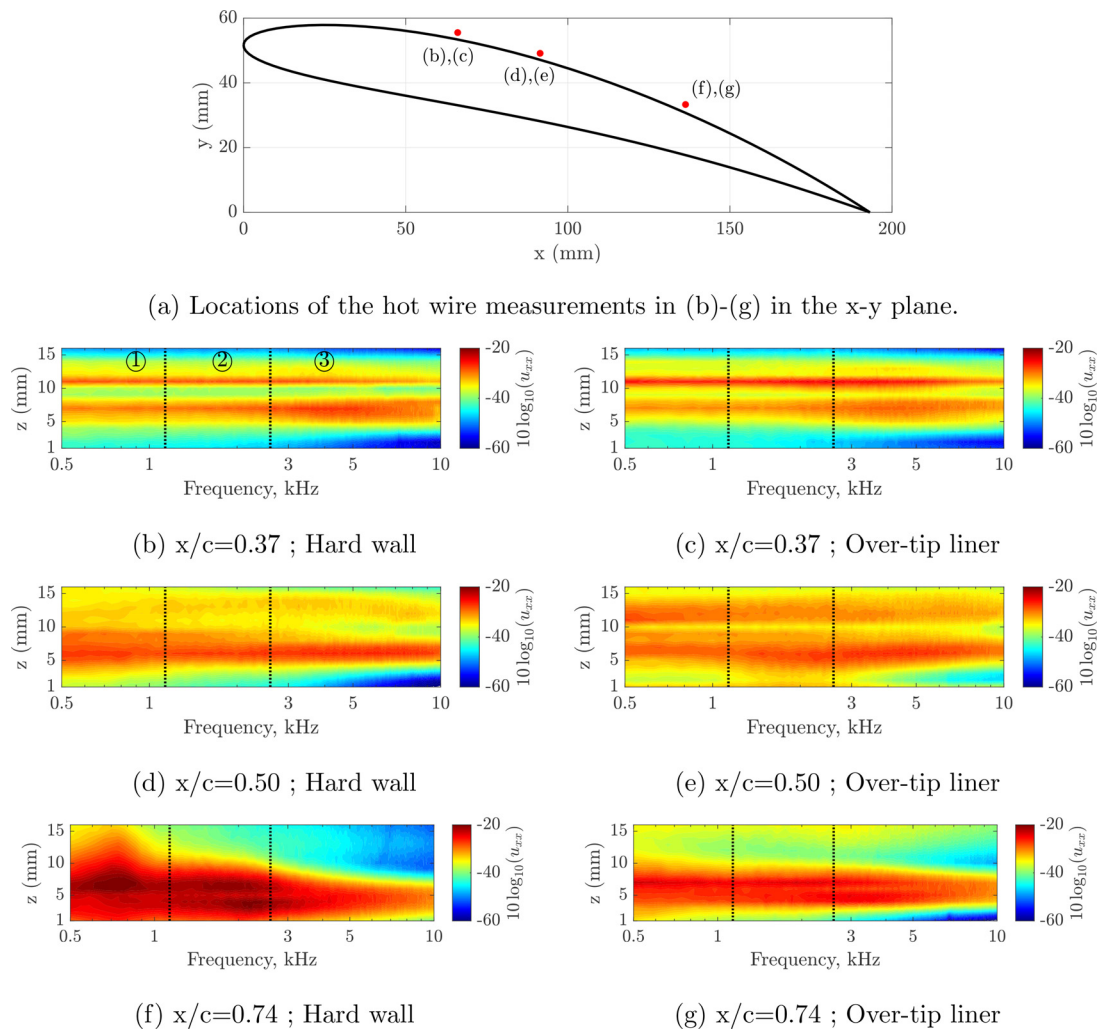 60
40
20
0
y (mm)
(b),(c)
(d),(e)
(f),(g)
0 50 100 150 200
x (mm)
(a) Locations of the hot wire measurements in (b)-(g) in the x-y plane.
15
10
5
1
z (mm)
① ② ③
0.5 1 3 5 10
Frequency, kHz
-20
-40
-60
10 log10(uxx)
15
10
5
1
z (mm)
0.5 1 3 5 10
Frequency, kHz
-20
-40
-60
10 log10(uxx)
(b) x/c=0.37 ; Hard wall
(c) x/c=0.37 ; Over-tip liner
15
10
5
1
z (mm)
0.5 1 3 5 10
Frequency, kHz
-20
-40
-60
10 log10(uxx)
15
10
5
1
z (mm)
0.5 1 3 5 10
Frequency, kHz
-20
-40
-60
10 log10(uxx)
(d) x/c=0.50 ; Hard wall
(e) x/c=0.50 ; Over-tip liner
15
10
5
1
z (mm)
0.5 1 3 5 10
Frequency, kHz
-20
-40
-60
10 log10(uxx)
15
10
5
1
z (mm)
0.5 1 3 5 10
Frequency, kHz
-20
-40
-60
10 log10(uxx)
(f) x/c=0.74 ; Hard wall
(g) x/c=0.74 ; Over-tip liner